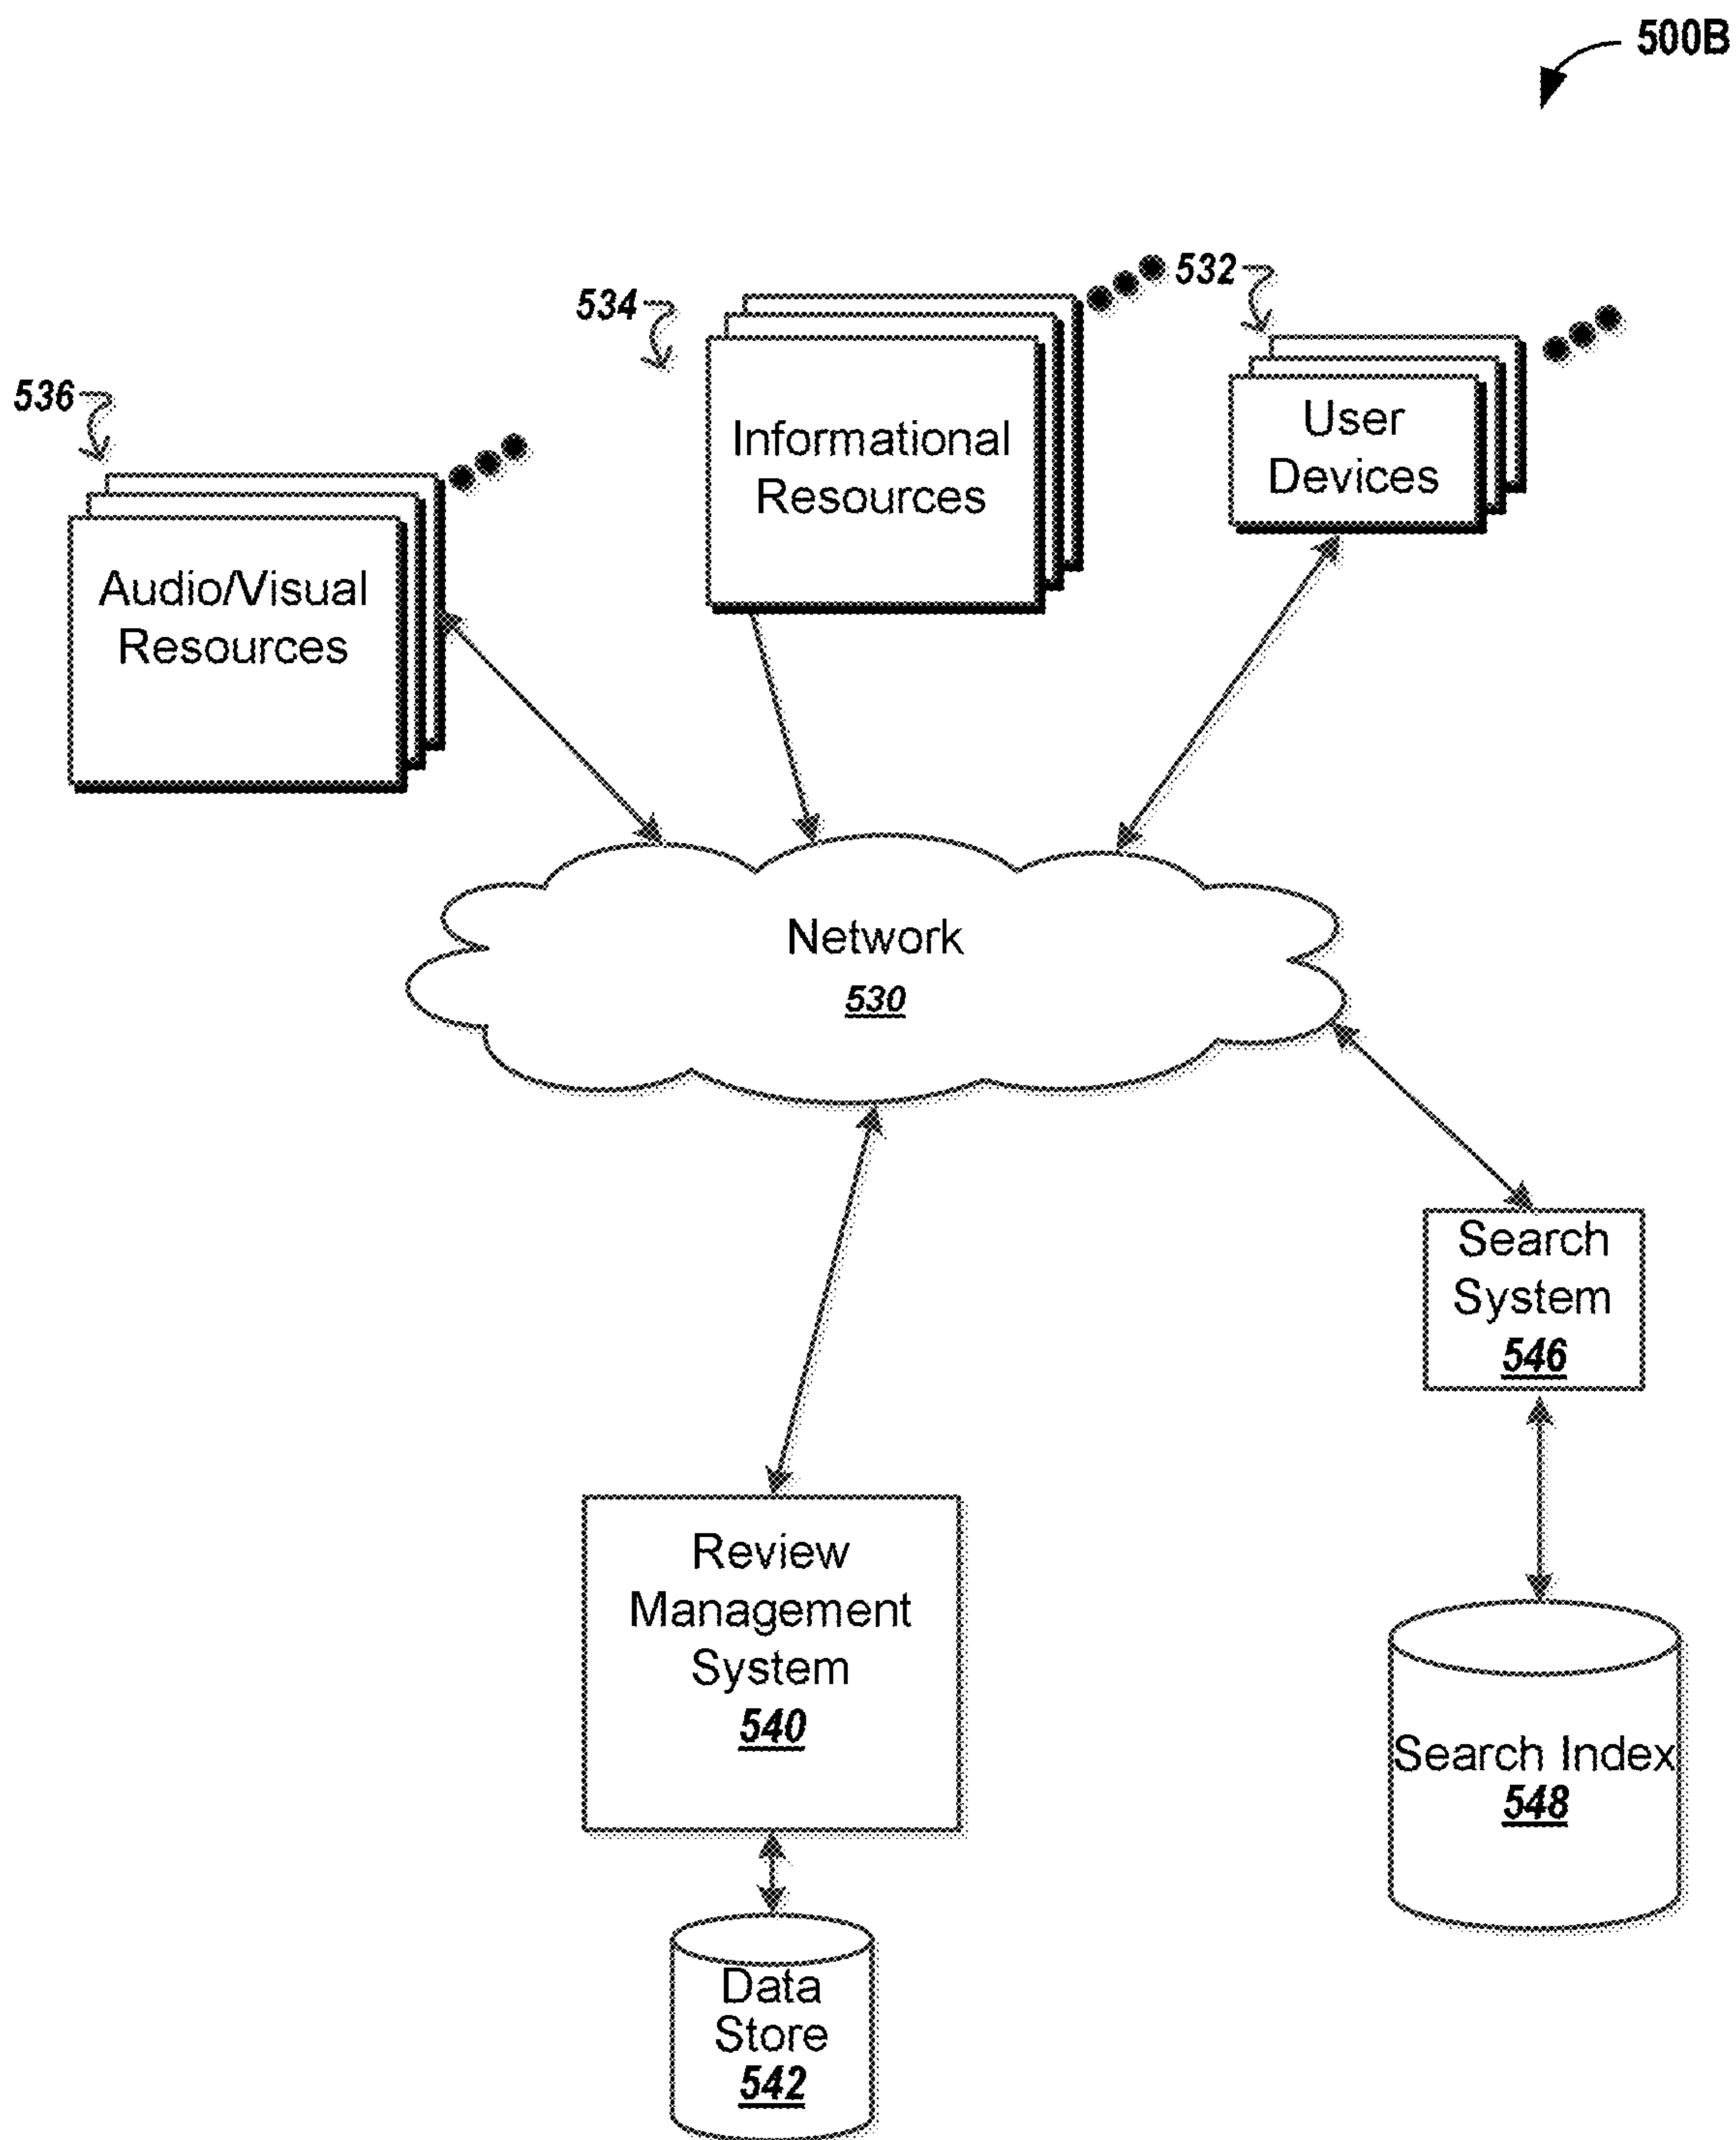 500B
532
534
Informational
Resources
User
Devices
536
Audio/Visual
Resources
Network
530
Search
System
546
Review
Management
System
540
Search Index
548
Data
Store
542